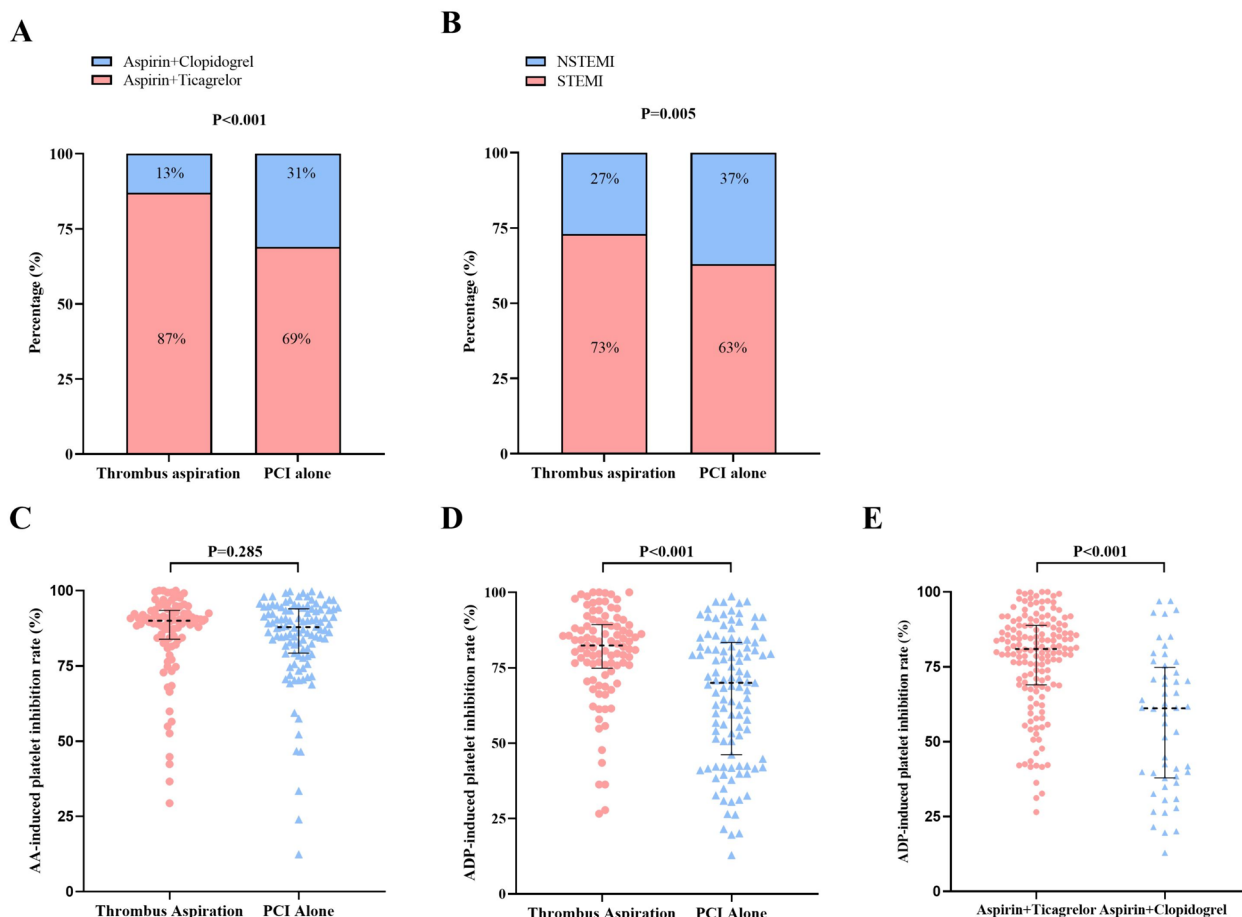 A
Aspirin+Clopidogrel
Aspirin+Ticagrelor
P<0.001
Percentage (%)
100
75
50
25
0
13%
31%
87%
69%
Thrombus aspiration
PCI alone
B
NSTEMI
STEMI
P=0.005
Percentage (%)
100
75
50
25
0
27%
37%
73%
63%
Thrombus aspiration
PCI alone
C
P=0.285
AA-induced platelet inhibition rate (%)
100
75
50
25
0
Thrombus Aspiration
PCI Alone
D
P<0.001
ADP-induced platelet inhibition rate (%)
100
75
50
25
0
Thrombus Aspiration
PCI Alone
E
P<0.001
ADP-induced platelet inhibition rate (%)
100
75
50
25
0
Aspirin+Ticagrelor
Aspirin+Clopidogrel